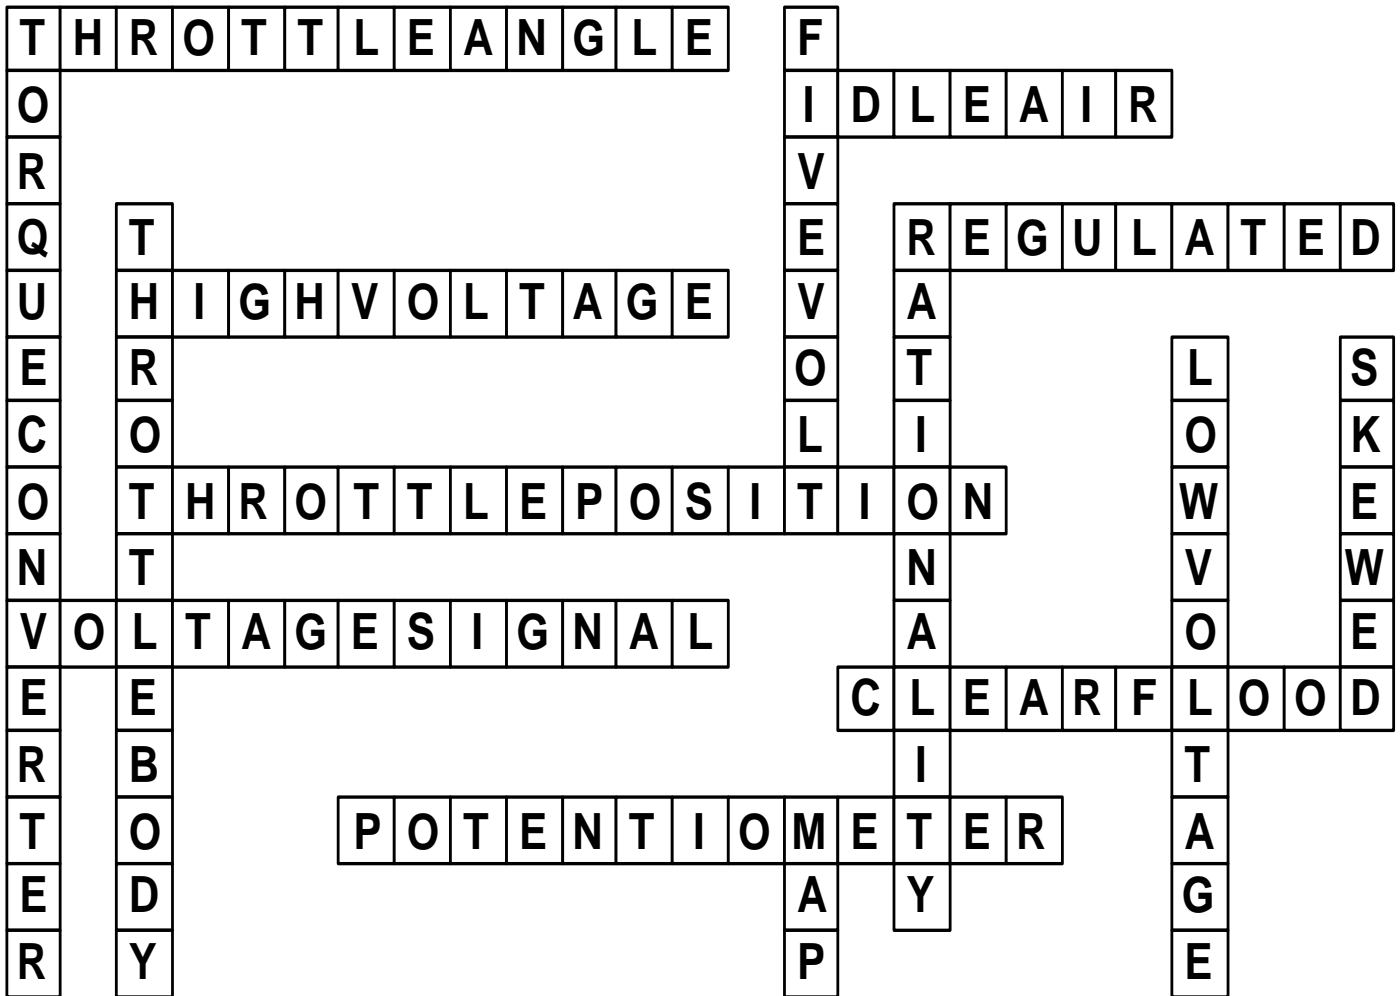 THROTTLEANGLE
TORQUECONVERTER
FIVEVOLT
IDLEAIR
THROTTLEBODY
REGULATED
RATIONALITY
HIGHVOLTAGE
LOWVOLTAGE
SKEWED
THROTTLEPOSITION
VOLTAGESIGNAL
CLEARFLOOD
POTENTIOMETER
MAP